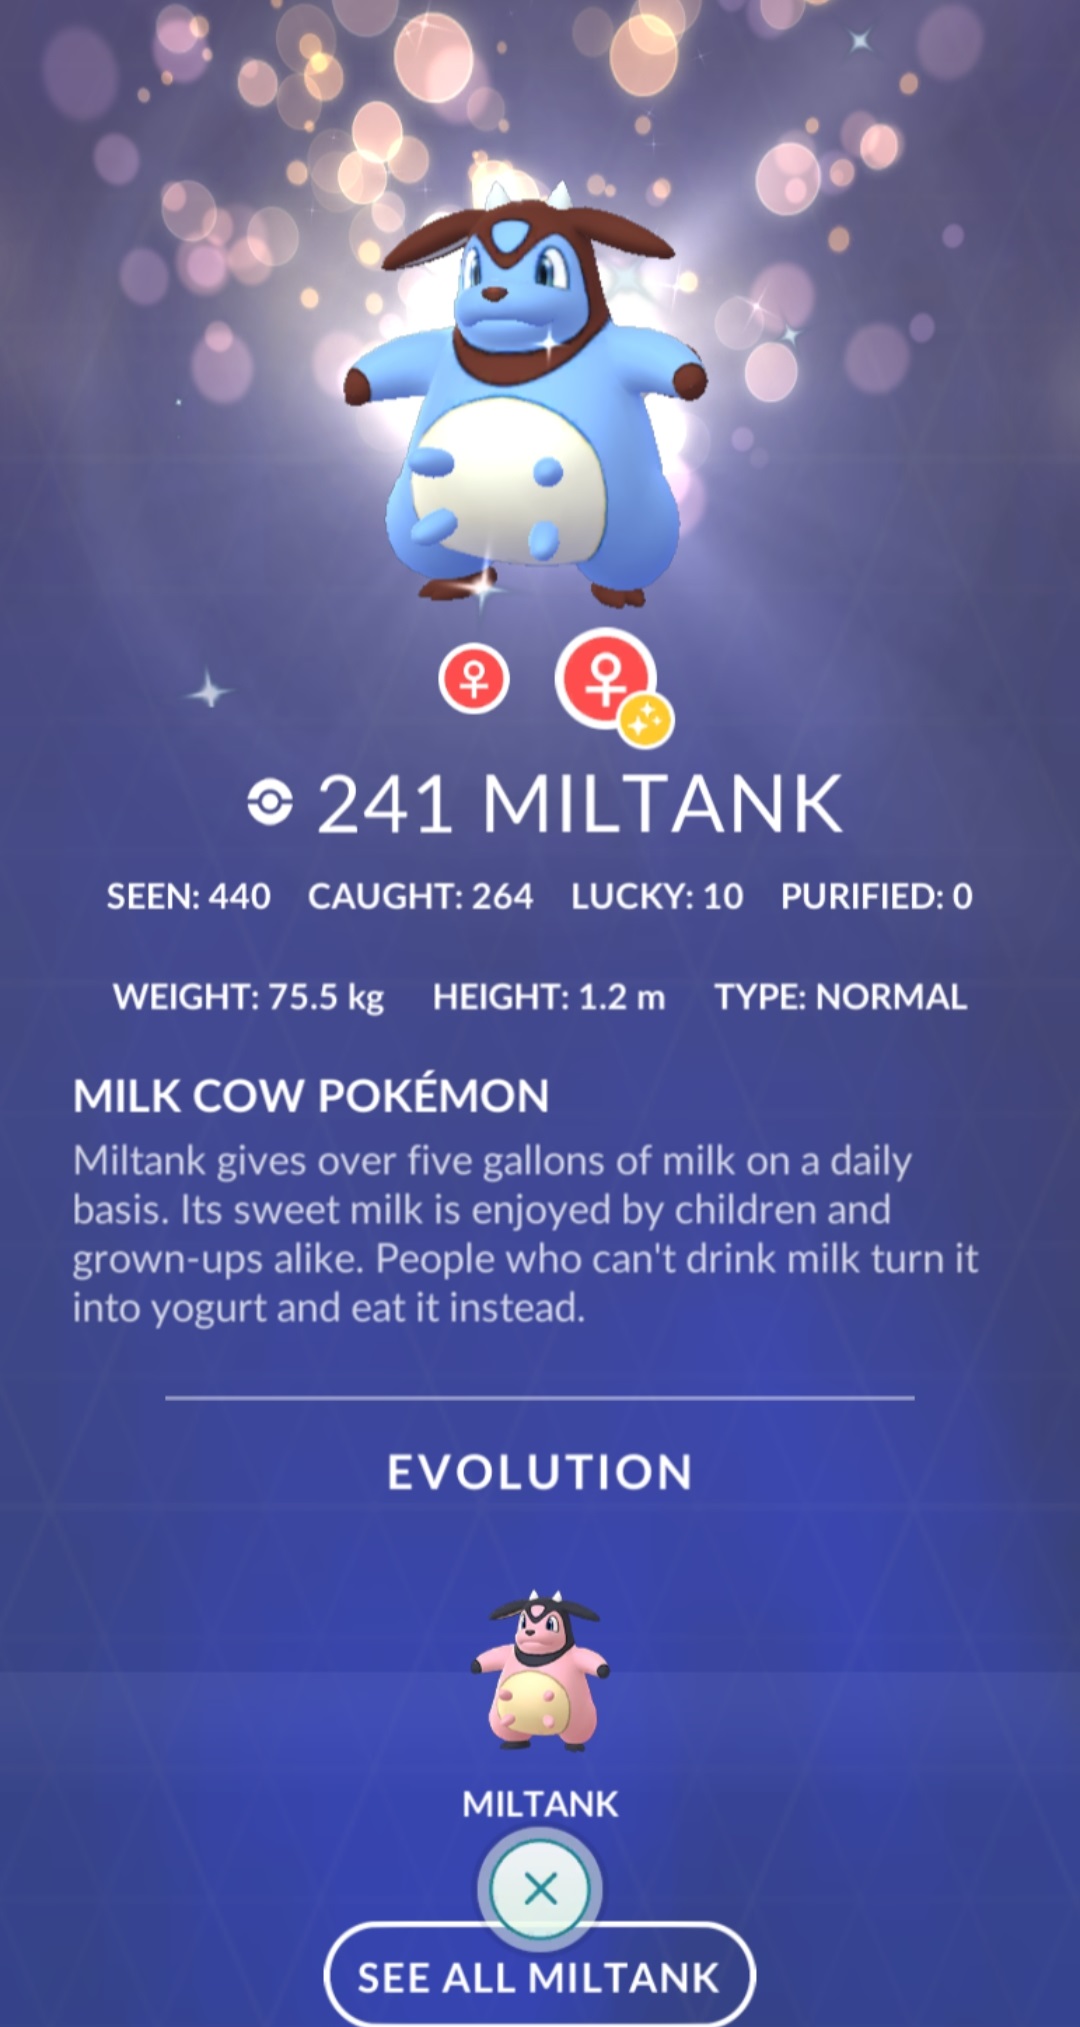 241 MILTANK
SEEN: 440 CAUGHT: 264 LUCKY: 10 PURIFIED: 0
WEIGHT: 75.5 kg HEIGHT: 1.2 m TYPE: NORMAL
MILK COW POKÉMON
Miltank gives over five gallons of milk on a daily
basis. Its sweet milk is enjoyed by children and
grown-ups alike. People who can't drink milk turn it
into yogurt and eat it instead.
EVOLUTION
MILTANK
SEE ALL MILTANK